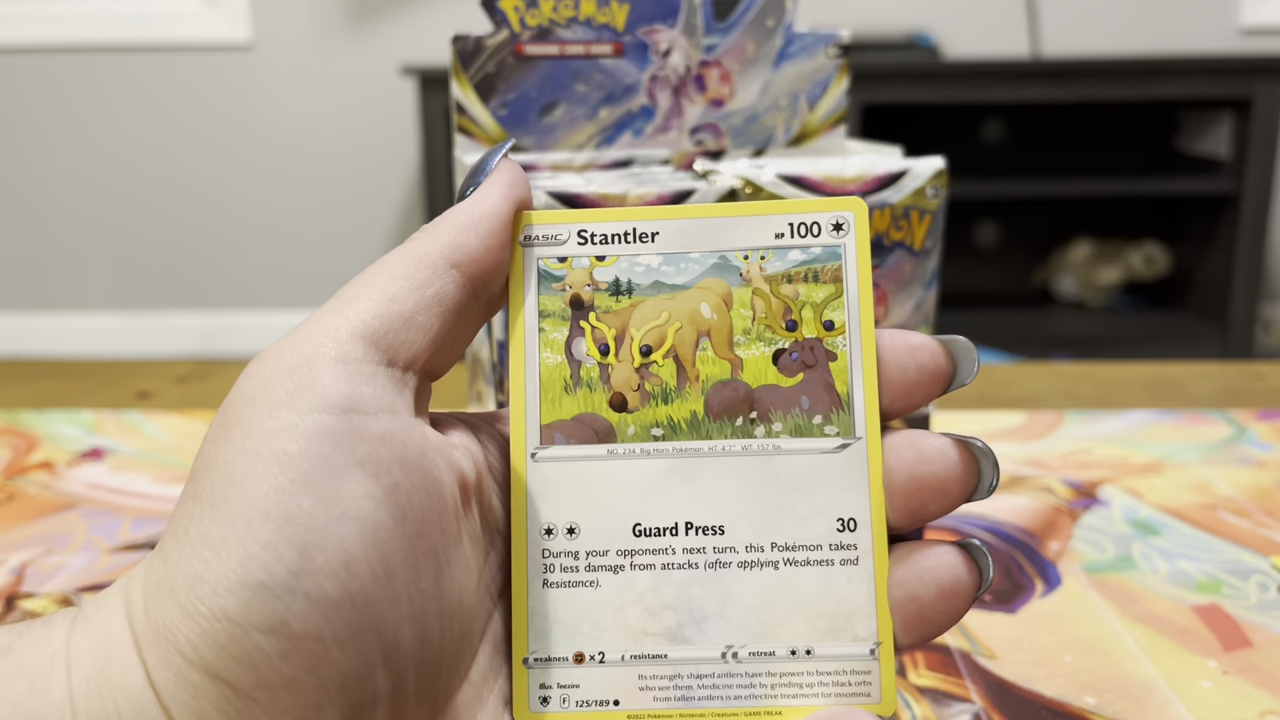 Pokémon
TRADING CARD GAME
BASIC Stantler HP 100
NO. 234 Big Horn Pokémon HT: 4'7" WT: 157 lbs.
Guard Press 30
During your opponent's next turn, this Pokémon takes
30 less damage from attacks (after applying Weakness and
Resistance).
weakness ×2 resistance retreat
Its strangely shaped antlers have the power to bewitch those
who see them. Medicine made by grinding up the black orbs
from fallen antlers is an effective treatment for insomnia.
Illus. Teeziro
F 125/189
©2022 Pokémon / Nintendo / Creatures / GAME FREAK